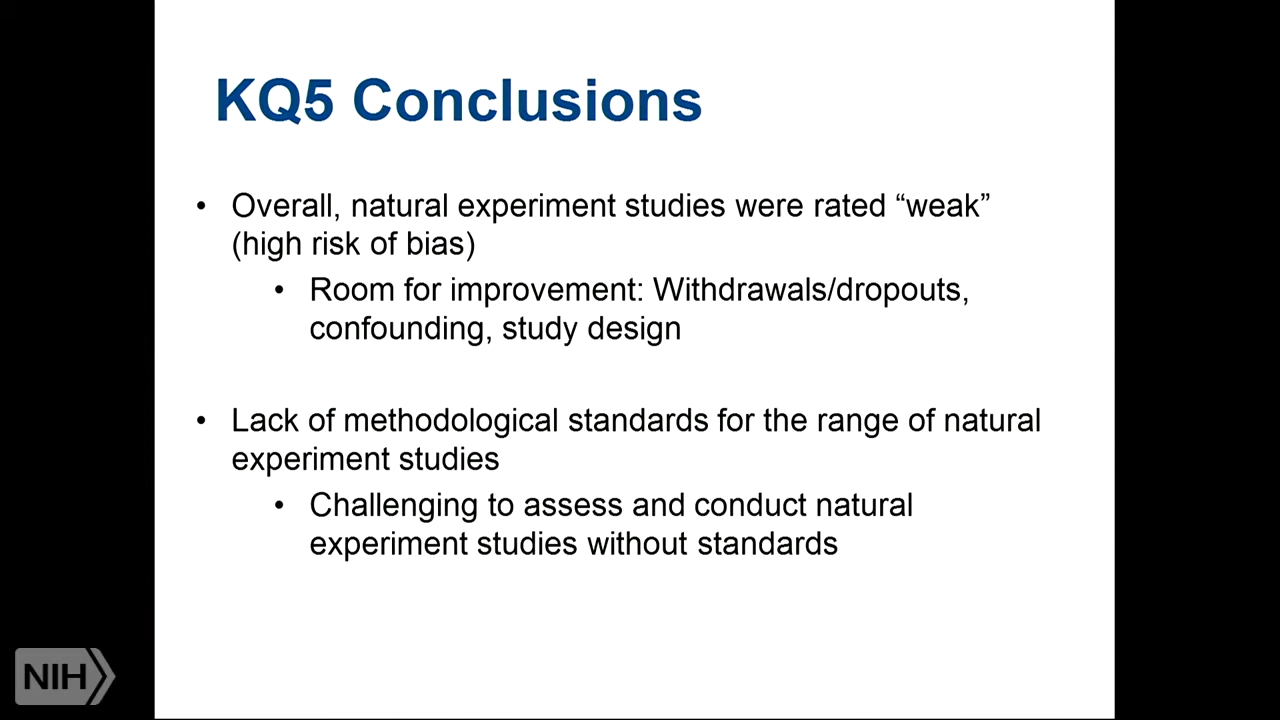 KQ5 Conclusions
• Overall, natural experiment studies were rated “weak”
(high risk of bias)
• Room for improvement: Withdrawals/dropouts,
confounding, study design
• Lack of methodological standards for the range of natural
experiment studies
• Challenging to assess and conduct natural
experiment studies without standards
NIH